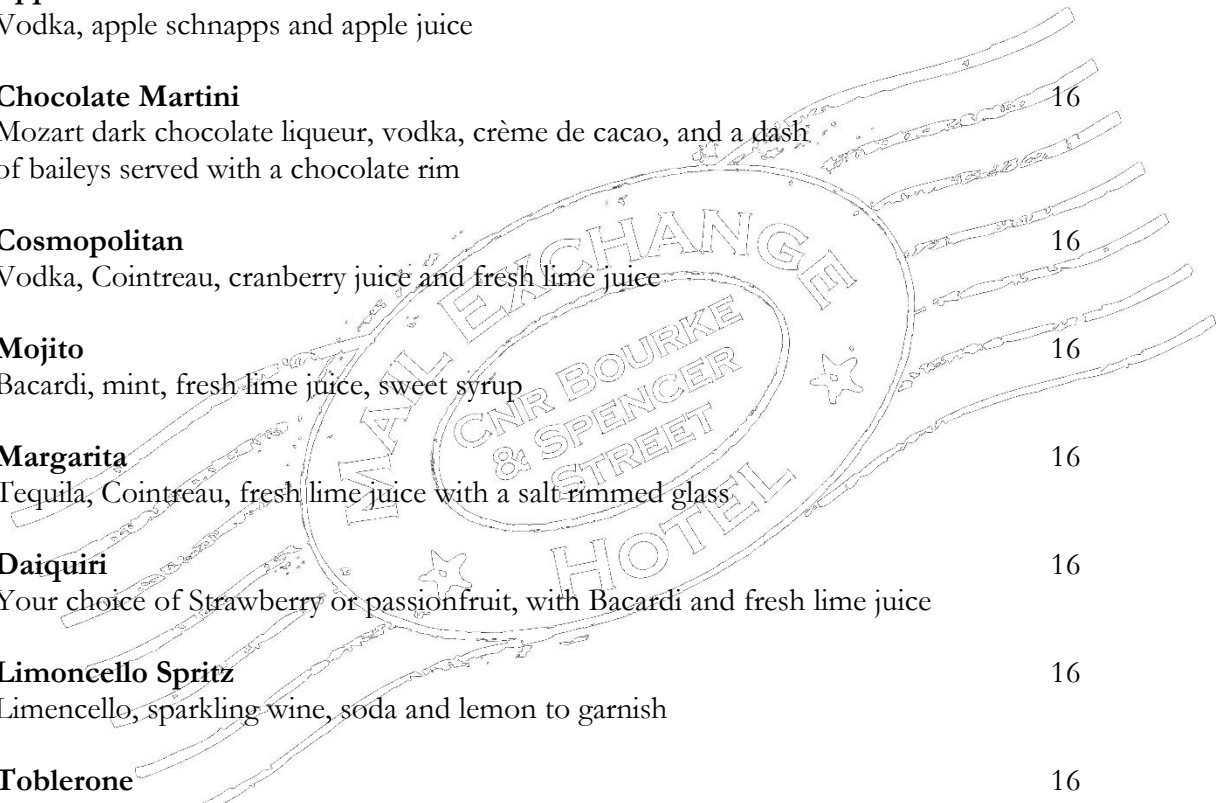 Vodka, apple schnapps and apple juice
Chocolate Martini 16
Mozart dark chocolate liqueur, vodka, crème de cacao, and a dash
of baileys served with a chocolate rim
Cosmopolitan 16
Vodka, Cointreau, cranberry juice and fresh lime juice
Mojito 16
Bacardi, mint, fresh lime juice, sweet syrup
Margarita 16
Tequila, Cointreau, fresh lime juice with a salt rimmed glass
Daiquiri 16
Your choice of Strawberry or passionfruit, with Bacardi and fresh lime juice
Limoncello Spritz 16
Limencello, sparkling wine, soda and lemon to garnish
Toblerone 16
MAIL EXCHANGE
CNR BOURKE
& SPENCER
STREET
HOTEL